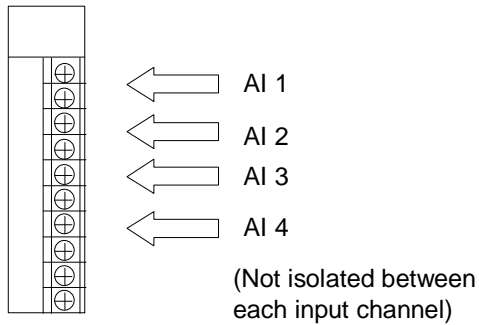 AI 1
AI 2
AI 3
AI 4
(Not isolated between
each input channel)